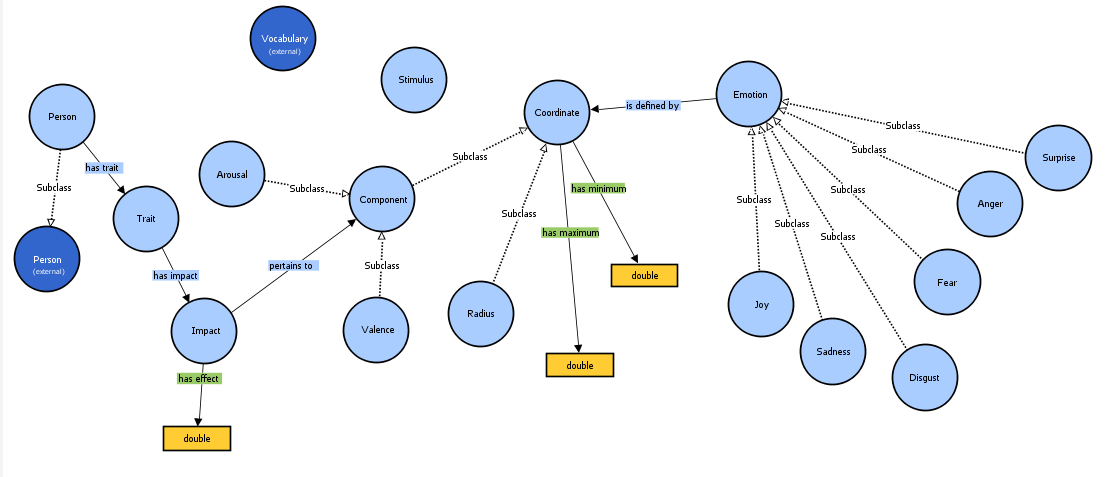 Vocabulary
(external)
Stimulus
Person
Coordinate
is defined by
Emotion
Subclass
Subclass
Surprise
Subclass
has trait
Arousal
Subclass
Subclass
Component
has minimum
Subclass
Anger
Subclass
Trait
Subclass
Subclass
has maximum
Subclass
Person
(external)
has impact
pertains to
Subclass
double
Fear
Radius
Joy
Impact
Valence
Sadness
double
has effect
Disgust
double